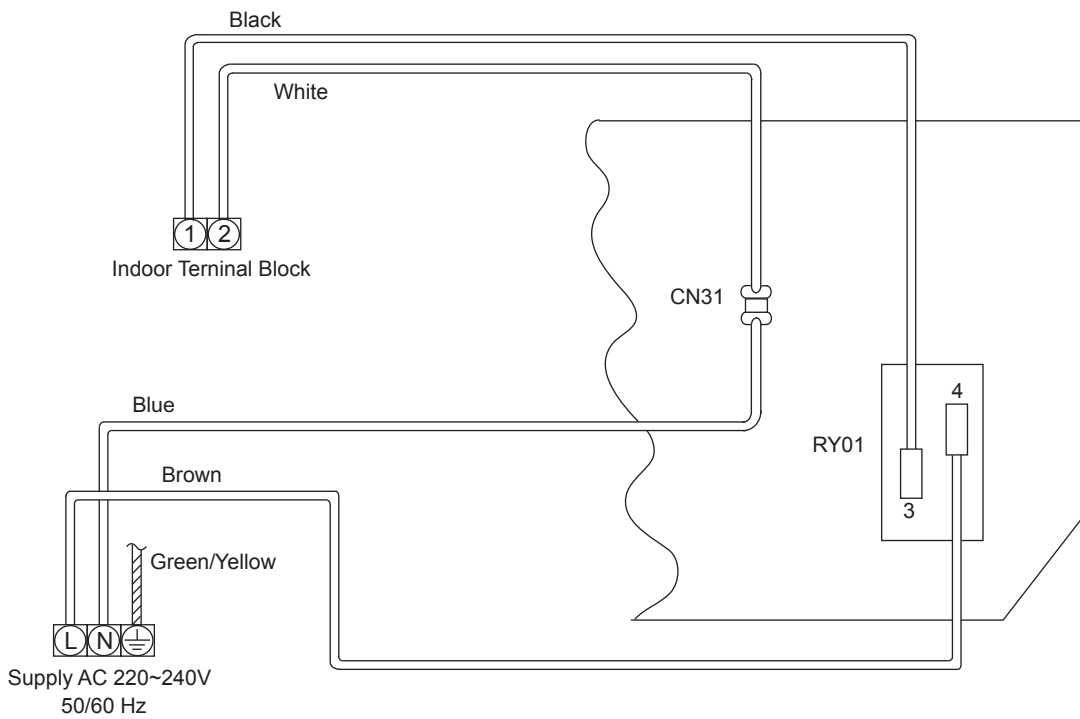 Black
White
1 2
Indoor Terninal Block
CN31
Blue
4
RY01
Brown
3
Green/Yellow
L N
Supply AC 220~240V
50/60 Hz